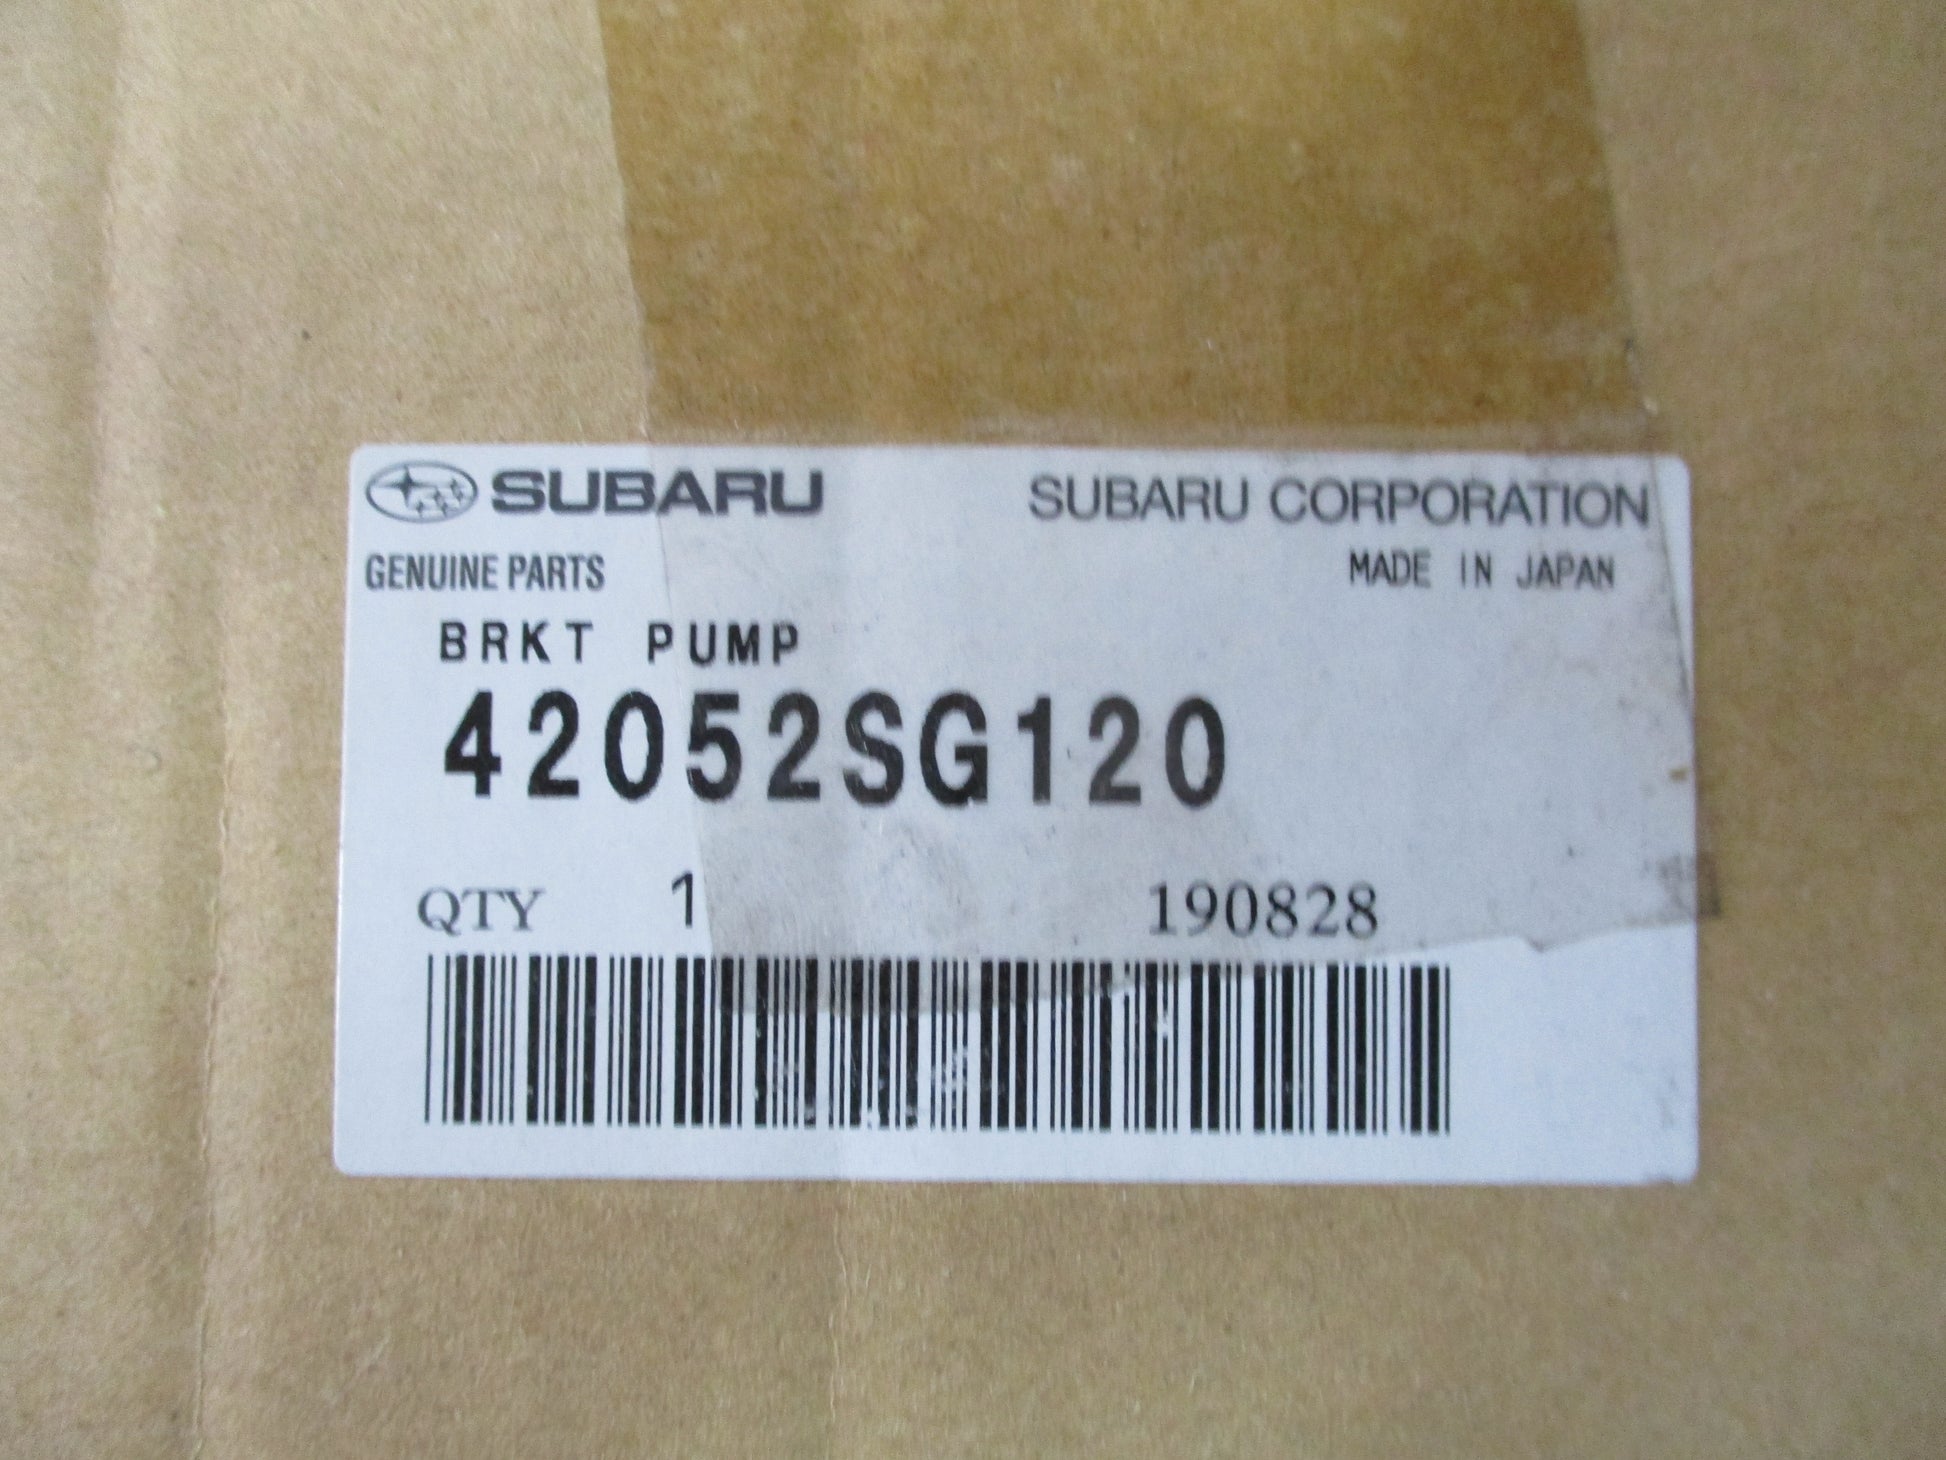 SUBARU SUBARU CORPORATION
GENUINE PARTS MADE IN JAPAN
BRKT PUMP
42052SG120
QTY 1 190828